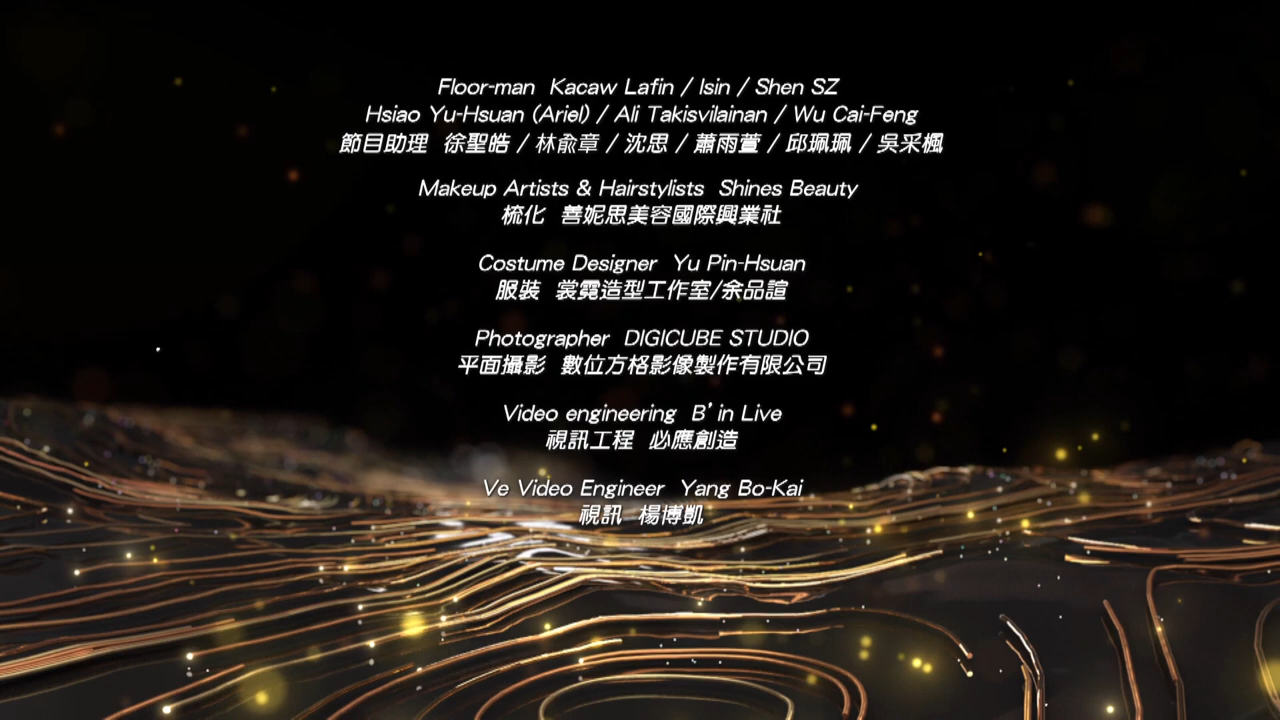 Floor-man Kacaw Lafin / Isin / Shen SZ
Hsiao Yu-Hsuan (Ariel) / Ali Takisvilainan / Wu Cai-Feng
節目助理 徐聖皓 / 林兪章 / 沈思 / 蕭雨萱 / 邱珮珮 / 吳采楓
Makeup Artists & Hairstylists Shines Beauty
梳化 善妮思美容國際興業社
Costume Designer Yu Pin-Hsuan
服裝 裳霓造型工作室/余品諠
Photographer DIGICUBE STUDIO
平面攝影 數位方格影像製作有限公司
Video engineering B'in Live
視訊工程 必應創造
Ve Video Engineer Yang Bo-Kai
視訊 楊博凱